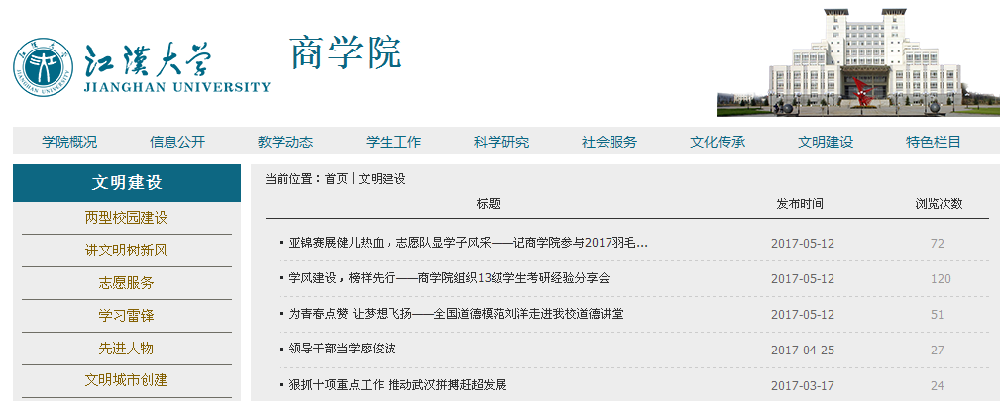 江汉大学
JIANGHAN UNIVERSITY
商学院
学院概况 信息公开 教学动态 学生工作 科学研究 社会服务 文化传承 文明建设 特色栏目
文明建设
两型校园建设
讲文明树新风
志愿服务
学习雷锋
先进人物
文明城市创建
当前位置：首页 | 文明建设
标题 发布时间 浏览次数
亚锦赛展健儿热血，志愿队显学子风采——记商学院参与2017羽毛... 2017-05-12 72
学风建设，榜样先行——商学院组织13级学生考研经验分享会 2017-05-12 120
为青春点赞 让梦想飞扬——全国道德模范刘洋走进我校道德讲堂 2017-05-12 51
领导干部当学廖俊波 2017-04-25 27
狠抓十项重点工作 推动武汉拼搏赶超发展 2017-03-17 24